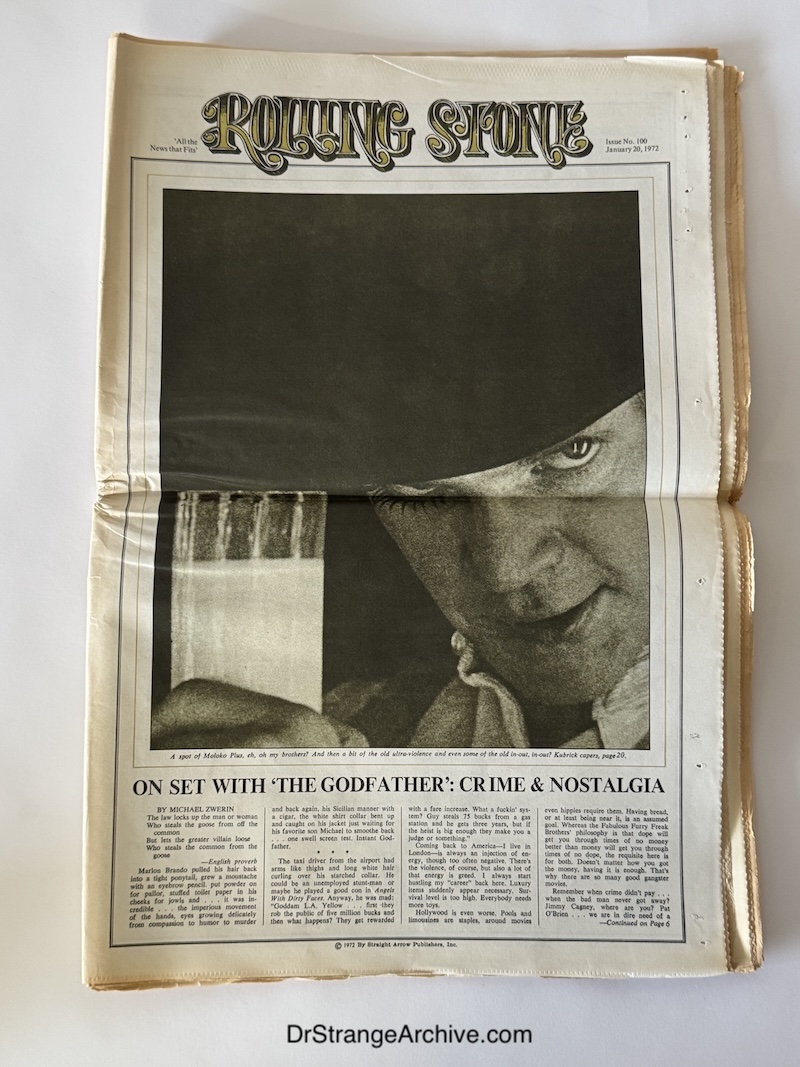 'All the
News that Fits'
ROLLING STONE
Issue No. 100
January 20, 1972
A spot of Moloko Plus, eh, oh my brothers? And then a bit of the old ultra-violence and even some of the old in-out, in-out? Kubrick capers, page 20.
ON SET WITH 'THE GODFATHER': CRIME & NOSTALGIA
BY MICHAEL ZWERIN
The law locks up the man or woman
Who steals the goose from off the
common
But lets the greater villain loose
Who steals the common from the
goose
—English proverb
Marlon Brando pulled his hair back
into a tight ponytail, grew a moustache
with an eyebrow pencil, put powder on
for pallor, stuffed toilet paper in his
cheeks for jowls and . . . it was in-
credible . . . the imperious movement
of the hands, eyes growing delicately
from compassion to humor to murder
and back again, his Sicilian manner with
a cigar, the white shirt collar bent up
and caught on his jacket just waiting for
his favorite son Michael to smoothe back
. . . one swell screen test. Instant God-
father.
• • •
The taxi driver from the airport had
arms like thighs and long white hair
curling over his starched collar. He
could be an unemployed stunt-man or
maybe he played a good con in Angels
With Dirty Faces. Anyway, he was mad:
"Goddam L.A. Yellow . . . first they
rob the public of five million bucks and
then what happens? They get rewarded
with a fare increase. What a fuckin' sys-
tem? Guy steals 75 bucks from a gas
station and he gets three years, but if
the heist is big enough they make you a
judge or something."
Coming back to America—I live in
London—is always an injection of en-
ergy, though too often negative. There's
the violence, of course, but also a lot of
that energy is greed. I always start
hustling my "career" back here. Luxury
items suddenly appear necessary. Sur-
vival level is too high. Everybody needs
more toys.
Hollywood is even worse. Pools and
limousines are staples, around movies
even hippies require them. Having bread,
or at least being near it, is an assumed
goal. Whereas the Fabulous Furry Freak
Brothers' philosophy is that dope will
get you through times of no money
better than money will get you through
times of no dope, the requisite here is
for both. Doesn't matter how you got
the money, having it is enough. That's
why there are so many good gangster
movies.
Remember when crime didn't pay . . .
when the bad man never got away?
Jimmy Cagney, where are you? Pat
O'Brien . . . we are in dire need of a
—Continued on Page 6
© 1972 By Straight Arrow Publishers, Inc.
DrStrangeArchive.com